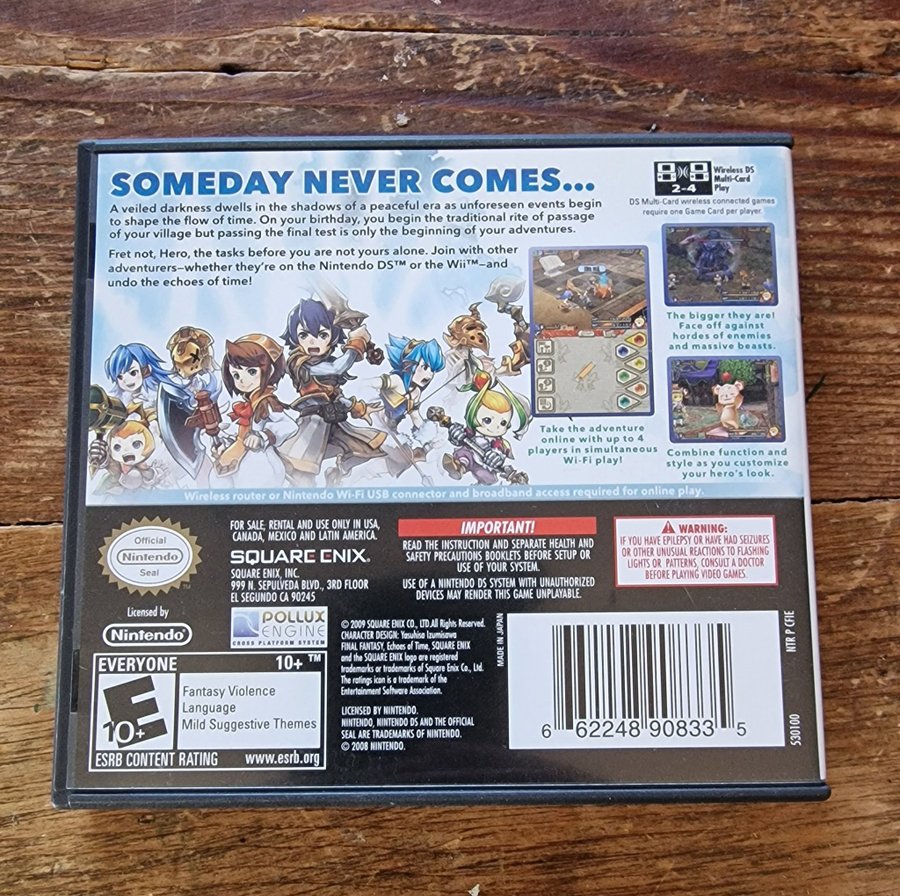 SOMEDAY NEVER COMES...
A veiled darkness dwells in the shadows of a peaceful era as unforeseen events begin
to shape the flow of time. On your birthday, you begin the traditional rite of passage
of your village but passing the final test is only the beginning of your adventures.
Fret not, Hero, the tasks before you are not yours alone. Join with other
adventurers—whether they're on the Nintendo DS™ or the Wii™—and
undo the echoes of time!
2-4
Wireless DS
Multi-Card
Play
DS Multi-Card wireless connected games
require one Game Card per player.
The bigger they are!
Face off against
hordes of enemies
and massive beasts.
Take the adventure
online with up to 4
players in simultaneous
Wi-Fi play!
Combine function and
style as you customize
your hero's look.
Wireless router or Nintendo Wi-Fi USB connector and broadband access required for online play.
Official
Nintendo
Seal
Licensed by
Nintendo®
FOR SALE, RENTAL AND USE ONLY IN USA,
CANADA, MEXICO AND LATIN AMERICA.
SQUARE ENIX.
SQUARE ENIX, INC.
999 N. SEPULVEDA BLVD., 3RD FLOOR
EL SEGUNDO CA 90245
POLLUX
ENGINE
CROSS PLATFORM SYSTEM
IMPORTANT!
READ THE INSTRUCTION AND SEPARATE HEALTH AND
SAFETY PRECAUTIONS BOOKLETS BEFORE SETUP OR
USE OF YOUR SYSTEM.
USE OF A NINTENDO DS SYSTEM WITH UNAUTHORIZED
DEVICES MAY RENDER THIS GAME UNPLAYABLE.
WARNING:
IF YOU HAVE EPILEPSY OR HAVE HAD SEIZURES
OR OTHER UNUSUAL REACTIONS TO FLASHING
LIGHTS OR PATTERNS, CONSULT A DOCTOR
BEFORE PLAYING VIDEO GAMES.
© 2009 SQUARE ENIX CO., LTD.All Rights Reserved.
CHARACTER DESIGN: Yasuhisa Izumisawa
FINAL FANTASY, Echoes of Time, SQUARE ENIX
and the SQUARE ENIX logo are registered
trademarks or trademarks of Square Enix Co., Ltd.
The ratings icon is a trademark of the
Entertainment Software Association.
LICENSED BY NINTENDO.
NINTENDO, NINTENDO DS AND THE OFFICIAL
SEAL ARE TRADEMARKS OF NINTENDO.
© 2008 NINTENDO.
EVERYONE 10+ ™
E
10+
Fantasy Violence
Language
Mild Suggestive Themes
ESRB CONTENT RATING www.esrb.org
MADE IN JAPAN
6 62248 90833 5
NTR P CFIE
530100